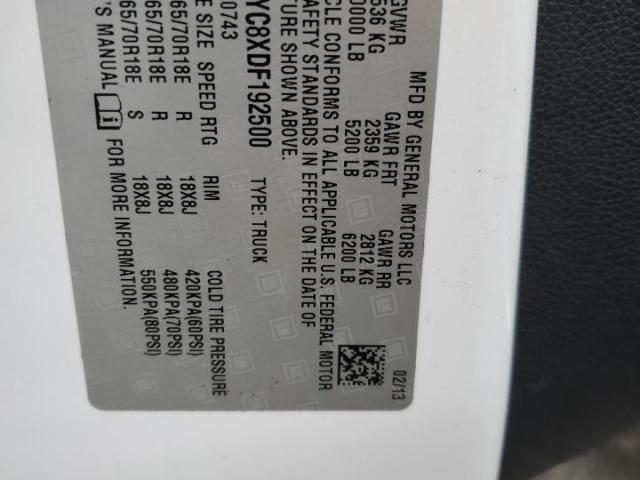 MFD BY GENERAL MOTORS LLC 02/13
GVWR GAWR FRT GAWR RR
536 KG 2359 KG 2812 KG
0000 LB 5200 LB 6200 LB
CLE CONFORMS TO ALL APPLICABLE U.S. FEDERAL MOTOR
SAFETY STANDARDS IN EFFECT ON THE DATE OF
TURE SHOWN ABOVE.
YC8XDF192500 TYPE: TRUCK
0743
E SIZE SPEED RTG RIM COLD TIRE PRESSURE
65/70R18E R 18X8J 420KPA(60PSI)
65/70R18E R 18X8J 480KPA(70PSI)
65/70R18E S 18X8J 550KPA(80PSI)
'S MANUAL FOR MORE INFORMATION.